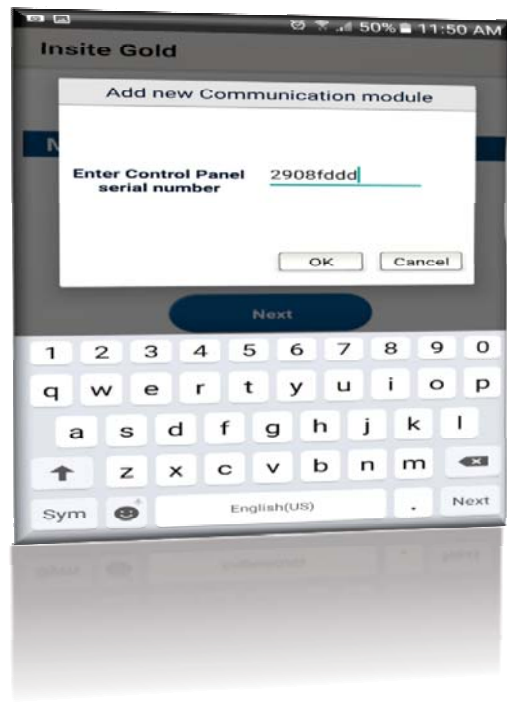 50% 11:50 AM
Insite Gold
Add new Communication module
Enter Control Panel
serial number
2908fddd
OK Cancel
Next
1 2 3 4 5 6 7 8 9 0
q w e r t y u i o p
a s d f g h j k l
z x c v b n m
Sym English(US) . Next